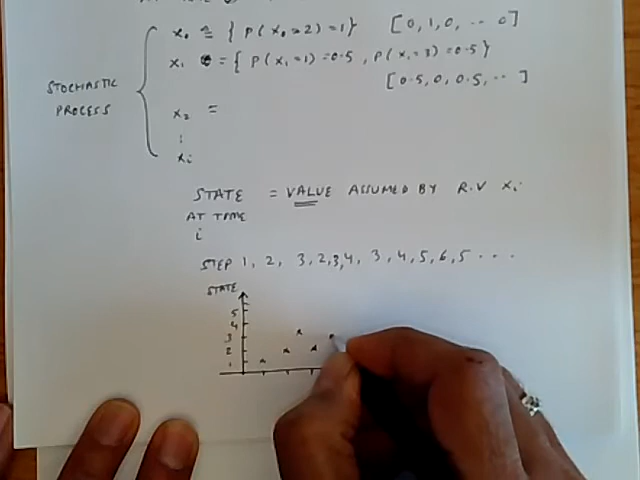 X₀ ≅ { P(X₀=2) = 1 } [0, 1, 0, .. 0]
X₁ = { P(X₁=1) = 0.5 , P(X₁=3) = 0.5 }
[0.5, 0, 0.5, .. ]
STOCHASTIC
PROCESS
X₂ =
:
Xᵢ
STATE = VALUE ASSUMED BY R.V Xᵢ
AT TIME
i
STEP 1, 2, 3, 2, 3, 4, 3, 4, 5, 6, 5 . . .
STATE
5
4
3
2
1